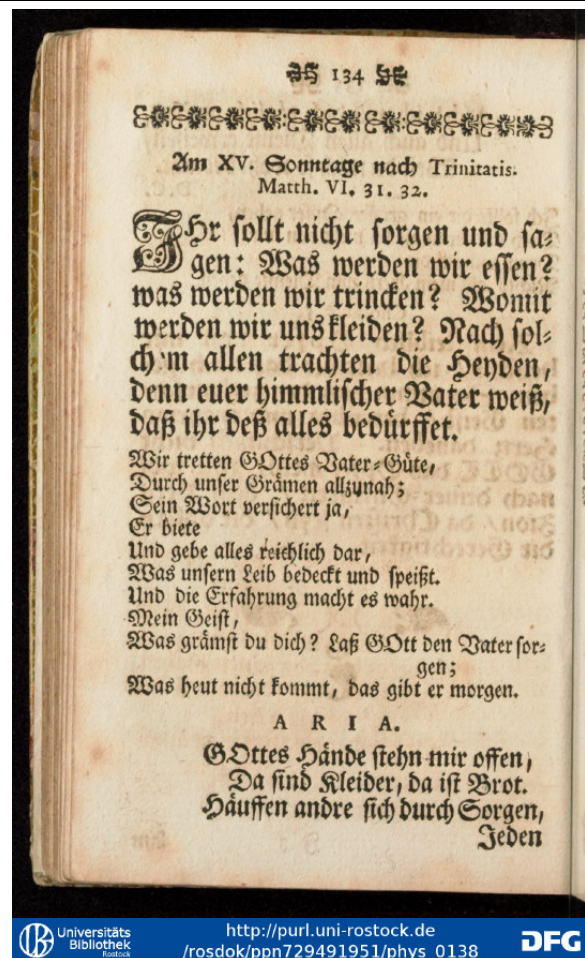 134
Am XV. Sonntage nach Trinitatis.
Matth. VI. 31. 32.
IHr sollt nicht sorgen und sa⸗
gen: Was werden wir essen?
was werden wir trincken? Womit
werden wir uns kleiden? Nach sol⸗
ch m allen trachten die Heyden,
denn euer himmlischer Vater weiß,
daß ihr deß alles bedürffet.
Wir tretten GOttes Vater⸗Güte,
Durch unser Grämen allzunah;
Sein Wort versichert ja,
Er biete
Und gebe alles reichlich dar,
Was unsern Leib bedeckt und speißt.
Und die Erfahrung macht es wahr.
Mein Geist,
Was grämst du dich? Laß GOtt den Vater sor⸗
gen;
Was heut nicht kommt, das gibt er morgen.
A R I A.
GOttes Hände stehn mir offen,
Da sind Kleider, da ist Brot.
Häuffen andre sich durch Sorgen,
Jeden
Universitäts
Bibliothek
Rostock
http://purl.uni-rostock.de
/rosdok/ppn729491951/phys_0138
DFG